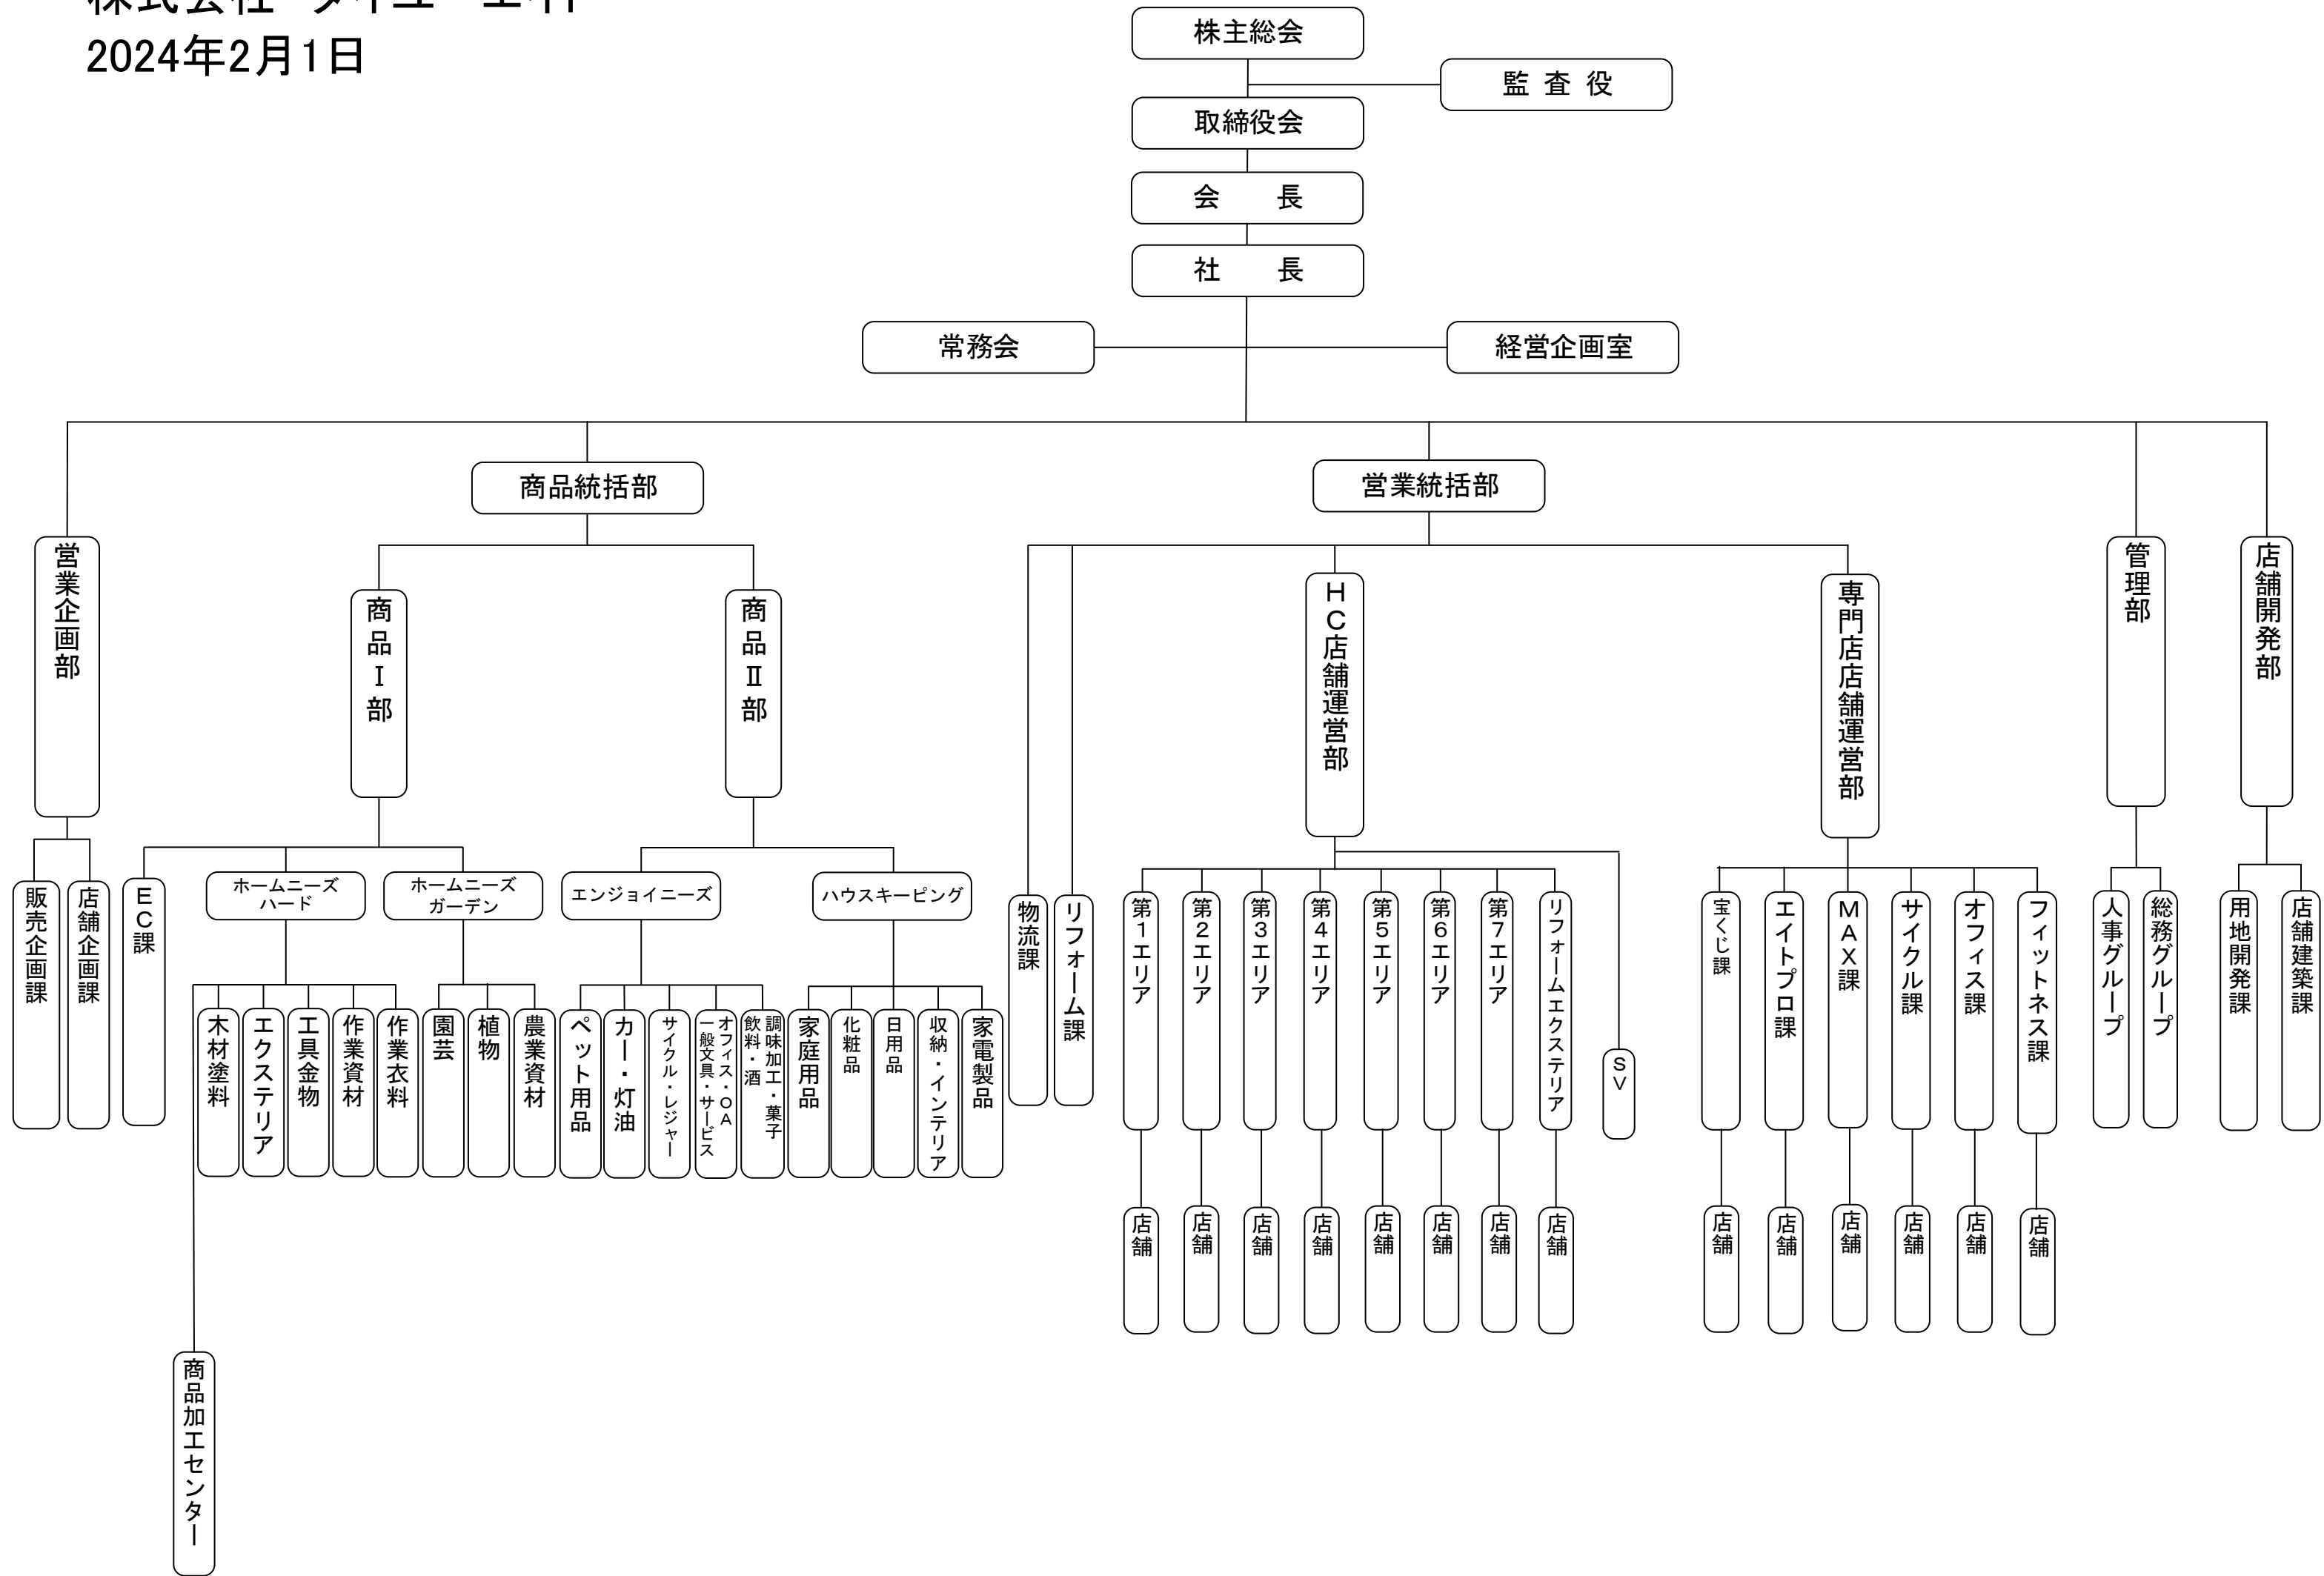 株式会社 ダイユーエイト
2024年2月1日
株主総会
監 査 役
取締役会
会 長
社 長
常務会
経営企画室
商品統括部
営業統括部
営業企画部
商品Ⅰ部
商品Ⅱ部
HC店舗運営部
専門店店舗運営部
管理部
店舗開発部
販売企画課
店舗企画課
EC課
ホームニーズ
ハード
ホームニーズ
ガーデン
エンジョイニーズ
ハウスキーピング
物流課
リフォーム課
第1エリア
第2エリア
第3エリア
第4エリア
第5エリア
第6エリア
第7エリア
リフォームエクステリア
SV
宝くじ課
エイトプロ課
MAX課
サイクル課
オフィス課
フィットネス課
人事グループ
総務グループ
用地開発課
店舗建築課
木材塗料
エクステリア
工具金物
作業資材
作業衣料
園芸
植物
農業資材
ペット用品
カー・灯油
サイクル・レジャー
オフィス・OA
一般文具・サービス
調味加工・菓子
飲料・酒
家庭用品
化粧品
日用品
収納・インテリア
家電製品
店舗
店舗
店舗
店舗
店舗
店舗
店舗
店舗
店舗
店舗
店舗
店舗
店舗
店舗
商品加工センター